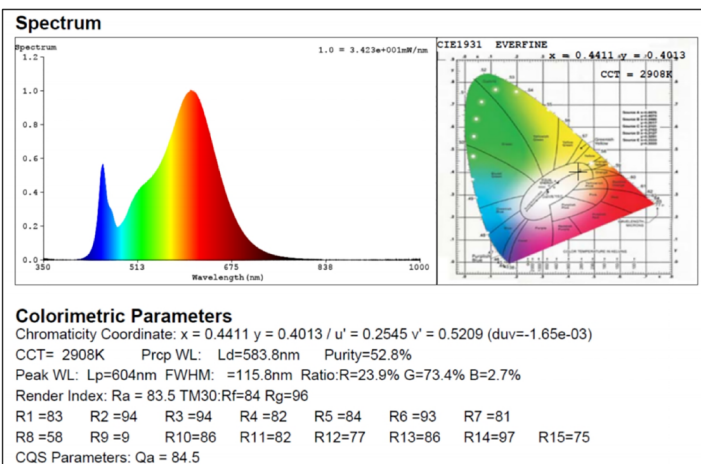 Spectrum
Spectrum
1.0 = 3.423e+001mW/nm
1.2
1.0
0.8
0.6
0.4
0.2
0.0
350 513 675 838 1000
Wavelength(nm)
CIE1931 EVERFINE
x = 0.4411 y = 0.4013
CCT = 2908K
Colorimetric Parameters
Chromaticity Coordinate: x = 0.4411 y = 0.4013 / u' = 0.2545 v' = 0.5209 (duv=-1.65e-03)
CCT= 2908K Prcp WL: Ld=583.8nm Purity=52.8%
Peak WL: Lp=604nm FWHM: =115.8nm Ratio:R=23.9% G=73.4% B=2.7%
Render Index: Ra = 83.5 TM30:Rf=84 Rg=96
R1 =83 R2 =94 R3 =94 R4 =82 R5 =84 R6 =93 R7 =81
R8 =58 R9 =9 R10=86 R11=82 R12=77 R13=86 R14=97 R15=75
CQS Parameters: Qa = 84.5